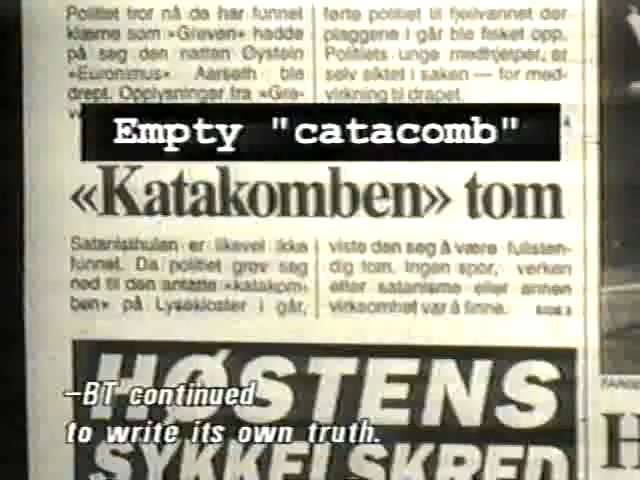 Politiet tror nå de har funnet
klærne som «Greven» hadde
på seg den natten Øystein
«Euronimus» Aarseth ble
drept. Opplysninger fra «Gre-
førte politiet til fjellvannet der
plaggene i går ble fisket opp.
Politiets unge medhjelper, er
selv siktet i saken — for med-
virkning til drapet.
Empty "catacomb"
«Katakomben» tom
Satanisthulen er likevel ikke
funnet. Da politiet grov seg
ned til den antatte «katakom-
ben» på Lysekloster i går,
viste den seg å være fullsten-
dig tom. Ingen spor, verken
etter satanisme eller annen
virksomhet var å finne.
HØSTENS
SYKKELSKRED
–BT continued
to write its own truth.
H